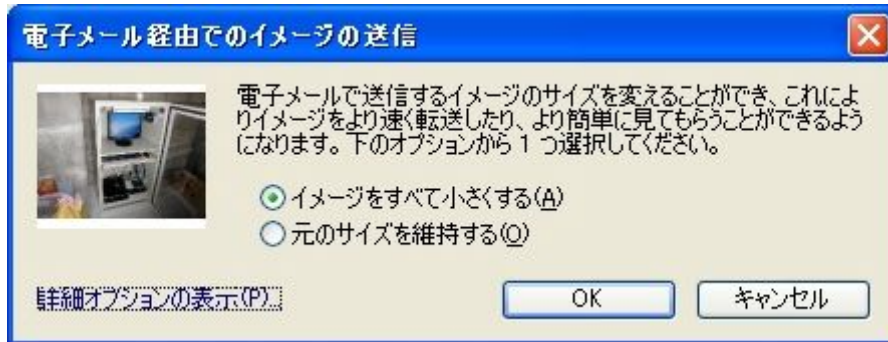 電子メール経由でのイメージの送信
電子メールで送信するイメージのサイズを変えることができ、これによ
りイメージをより速く転送したり、より簡単に見てもらうことができるよう
になります。下のオプションから 1 つ選択してください。
イメージをすべて小さくする(A)
元のサイズを維持する(O)
詳細オプションの表示(P)...
OK
キャンセル